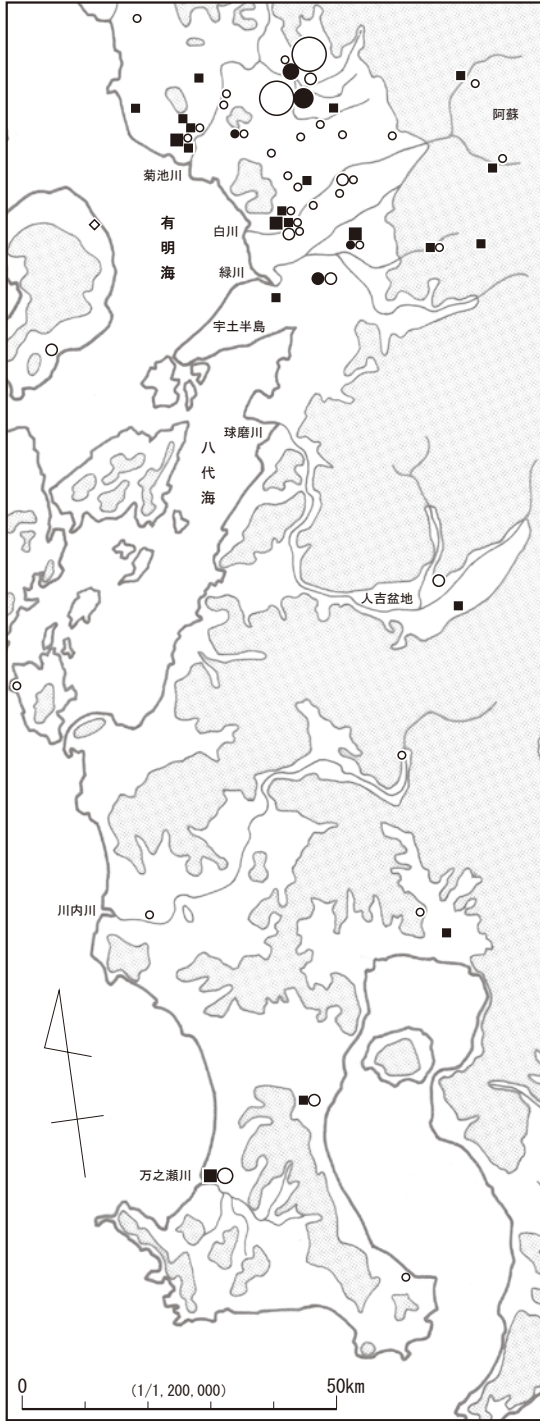 阿蘇
菊池川
有明海
白川
緑川
宇土半島
球磨川
八代海
人吉盆地
川内川
万之瀬川
0 (1/1,200,000) 50km